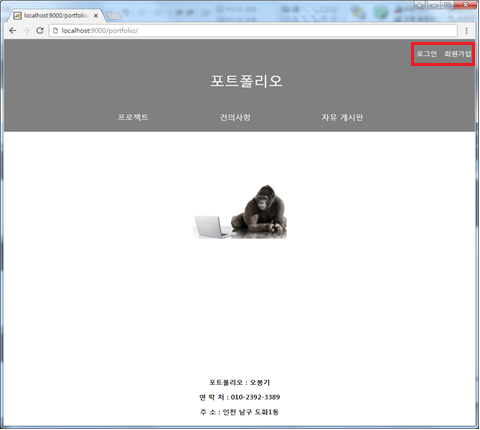 localhost:9000/portfolio
localhost:9000/portfolio/
로그인 회원가입
포트폴리오
프로젝트 건의사항 자유 게시판
포트폴리오 : 오봉기
연 락 처 : 010-2392-3389
주 소 : 인천 남구 도화1동